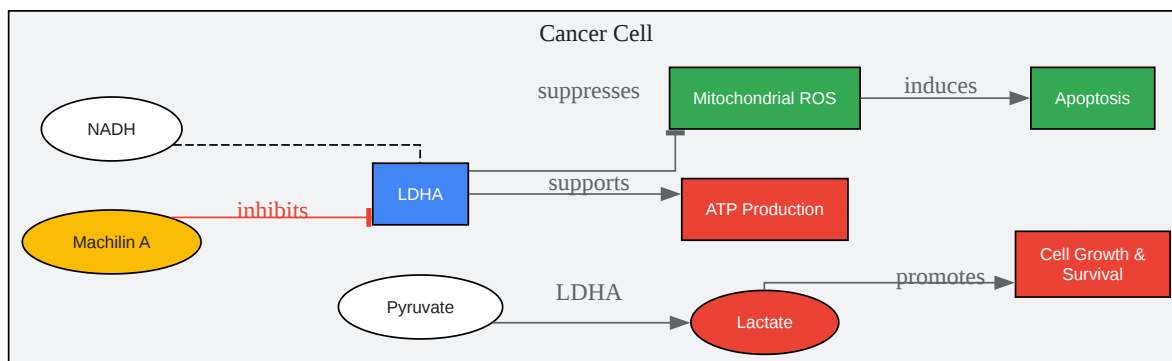 Cancer Cell
suppresses
Mitochondrial ROS
induces
Apoptosis
NADH
LDHA
supports
ATP Production
Machilin A
inhibits
Cell Growth &
Survival
promotes
Pyruvate
LDHA
Lactate